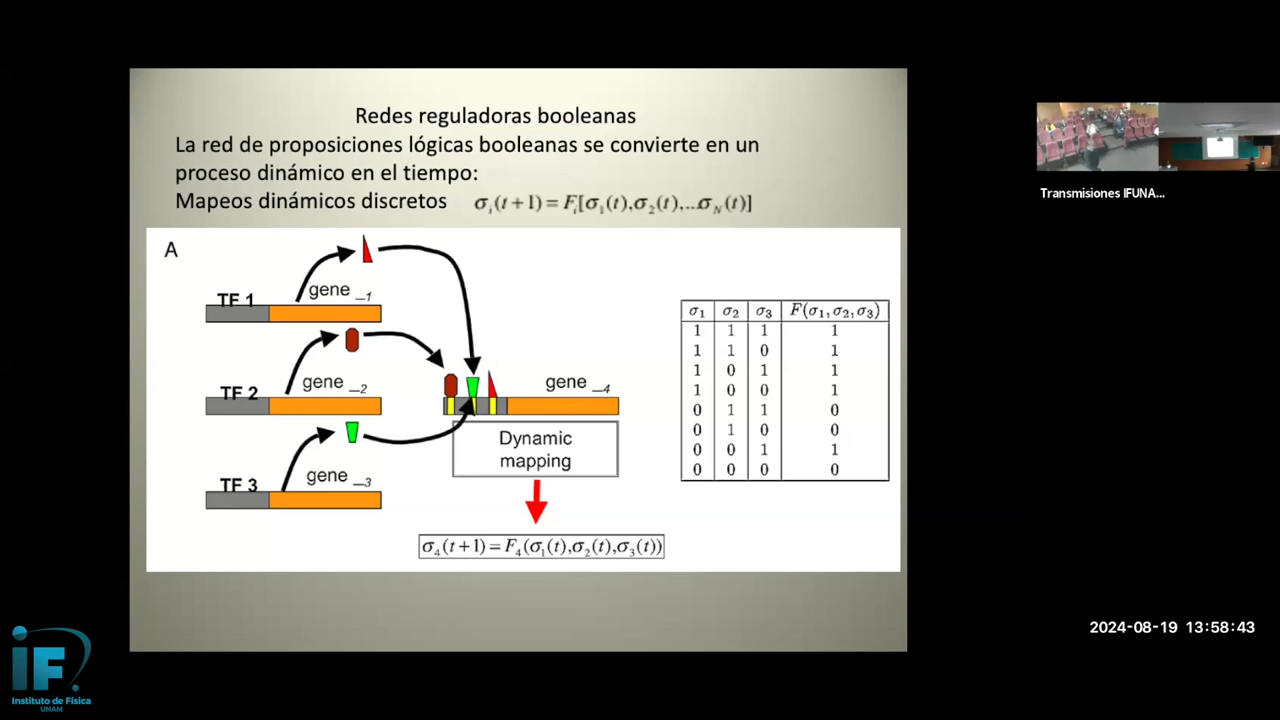 Redes reguladoras booleanas
La red de proposiciones lógicas booleanas se convierte en un
proceso dinámico en el tiempo:
Mapeos dinámicos discretos σᵢ(t+1)=Fᵢ[σ₁(t),σ₂(t),...σ_N(t)]
A
TF 1
gene _1
TF 2
gene _2
TF 3
gene _3
gene _4
Dynamic
mapping
σ₄(t+1)=F₄(σ₁(t),σ₂(t),σ₃(t))
σ₁ σ₂ σ₃ F(σ₁,σ₂,σ₃)
1 1 1 1
1 1 0 1
1 0 1 1
1 0 0 1
0 1 1 0
0 1 0 0
0 0 1 1
0 0 0 0
Transmisiones IFUNA...
2024-08-19 13:58:43
iF
Instituto de Física
UNAM